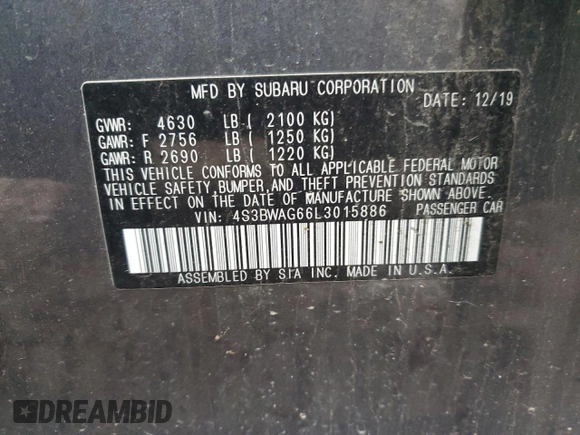 MFD BY SUBARU CORPORATION
DATE: 12/19
GVWR: 4630 LB ( 2100 KG)
GAWR: F 2756 LB ( 1250 KG)
GAWR: R 2690 LB ( 1220 KG)
THIS VEHICLE CONFORMS TO ALL APPLICABLE FEDERAL MOTOR
VEHICLE SAFETY, BUMPER, AND THEFT PREVENTION STANDARDS
IN EFFECT ON THE DATE OF MANUFACTURE SHOWN ABOVE.
VIN: 4S3BWAG66L3015886 PASSENGER CAR
ASSEMBLED BY SIA INC. MADE IN U.S.A.
DREAMBID